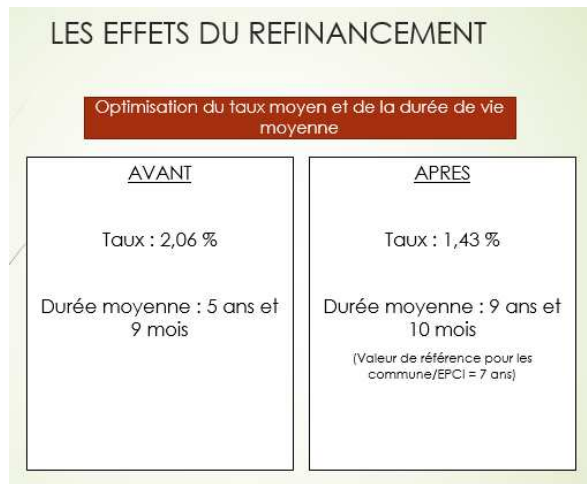 LES EFFETS DU REFINANCEMENT
Optimisation du taux moyen et de la durée de vie
moyenne
AVANT
Taux : 2,06 %
Durée moyenne : 5 ans et
9 mois
APRES
Taux : 1,43 %
Durée moyenne : 9 ans et
10 mois
(Valeur de référence pour les
commune/EPCI = 7 ans)